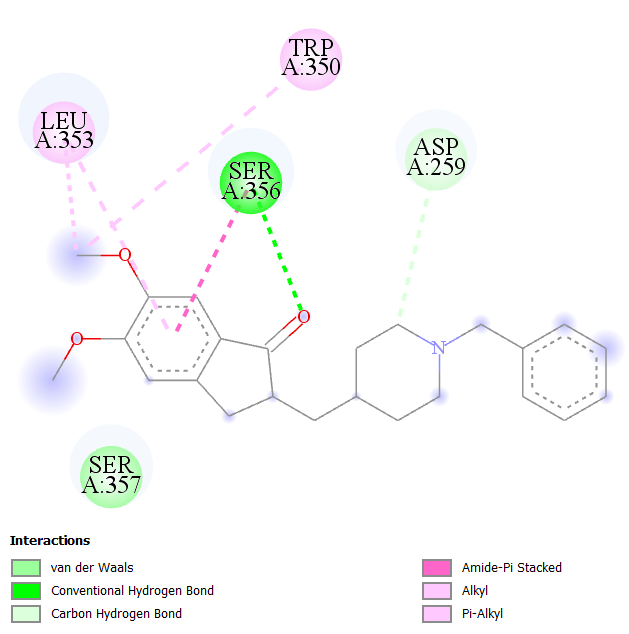 TRP
A:350
LEU
A:353
ASP
A:259
SER
A:356
O
O
O
N
SER
A:357
Interactions
van der Waals
Conventional Hydrogen Bond
Carbon Hydrogen Bond
Amide-Pi Stacked
Alkyl
Pi-Alkyl